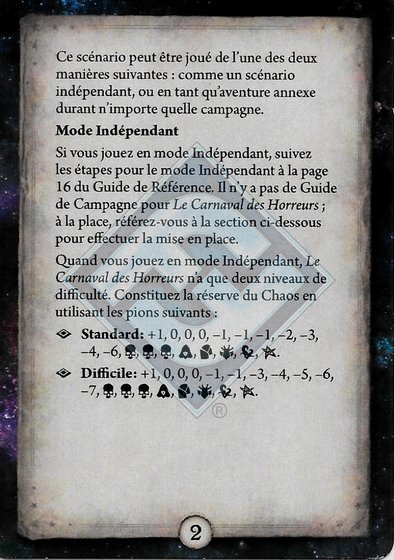 Ce scénario peut être joué de l'une des deux
manières suivantes : comme un scénario
indépendant, ou en tant qu'aventure annexe
durant n'importe quelle campagne.
Mode Indépendant
Si vous jouez en mode Indépendant, suivez
les étapes pour le mode Indépendant à la page
16 du Guide de Référence. Il n'y a pas de Guide
de Campagne pour Le Carnaval des Horreurs ;
à la place, référez-vous à la section ci-dessous
pour effectuer la mise en place.
Quand vous jouez en mode Indépendant, Le
Carnaval des Horreurs n'a que deux niveaux de
difficulté. Constituez la réserve du Chaos en
utilisant les pions suivants :
Standard: +1, 0, 0, 0, –1, –1, –1, –2, –3,
–4, –6, , , , , , , , .
Difficile: +1, 0, 0, 0, –1, –1, –3, –4, –5, –6,
–7, , , , , , , , .
®
2